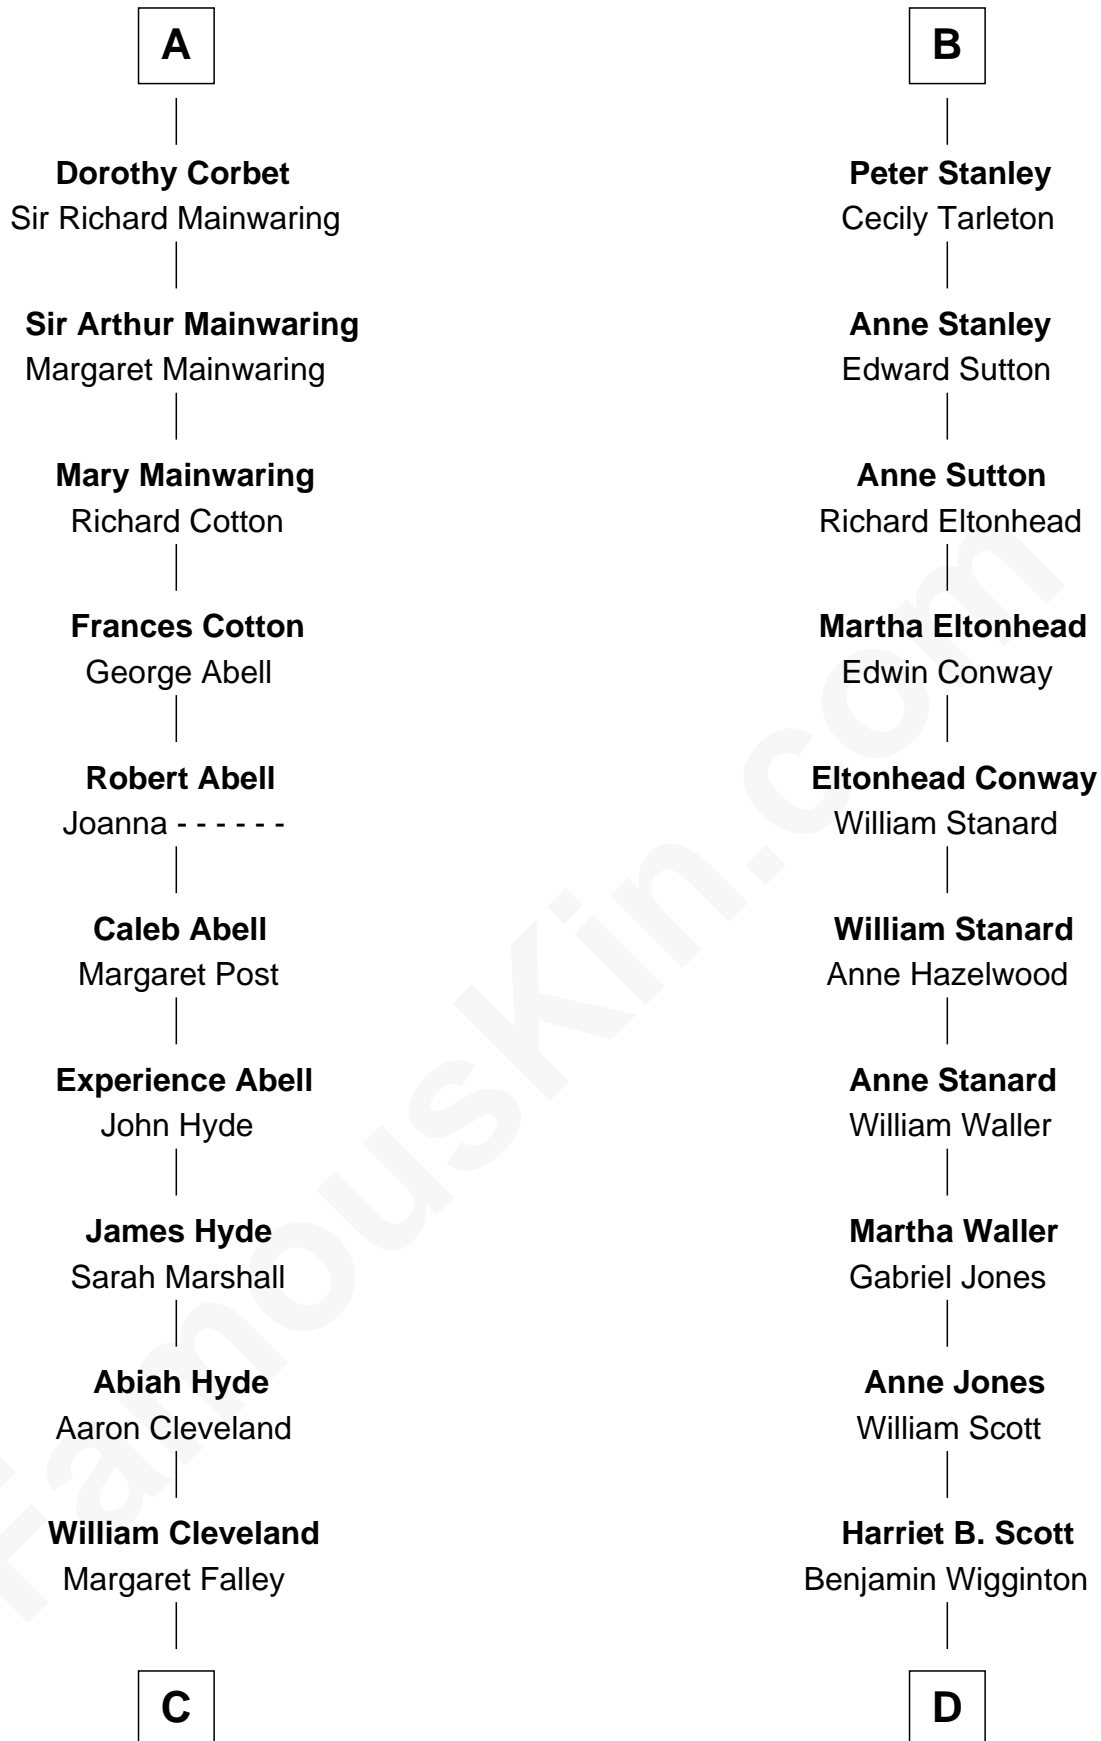 A
Dorothy Corbet
Sir Richard Mainwaring
Sir Arthur Mainwaring
Margaret Mainwaring
Mary Mainwaring
Richard Cotton
Frances Cotton
George Abell
Robert Abell
Joanna - - - - - -
Caleb Abell
Margaret Post
Experience Abell
John Hyde
James Hyde
Sarah Marshall
Abiah Hyde
Aaron Cleveland
William Cleveland
Margaret Falley
C
B
Peter Stanley
Cecily Tarleton
Anne Stanley
Edward Sutton
Anne Sutton
Richard Eltonhead
Martha Eltonhead
Edwin Conway
Eltonhead Conway
William Stanard
William Stanard
Anne Hazelwood
Anne Stanard
William Waller
Martha Waller
Gabriel Jones
Anne Jones
William Scott
Harriet B. Scott
Benjamin Wigginton
D
FamousKin.com